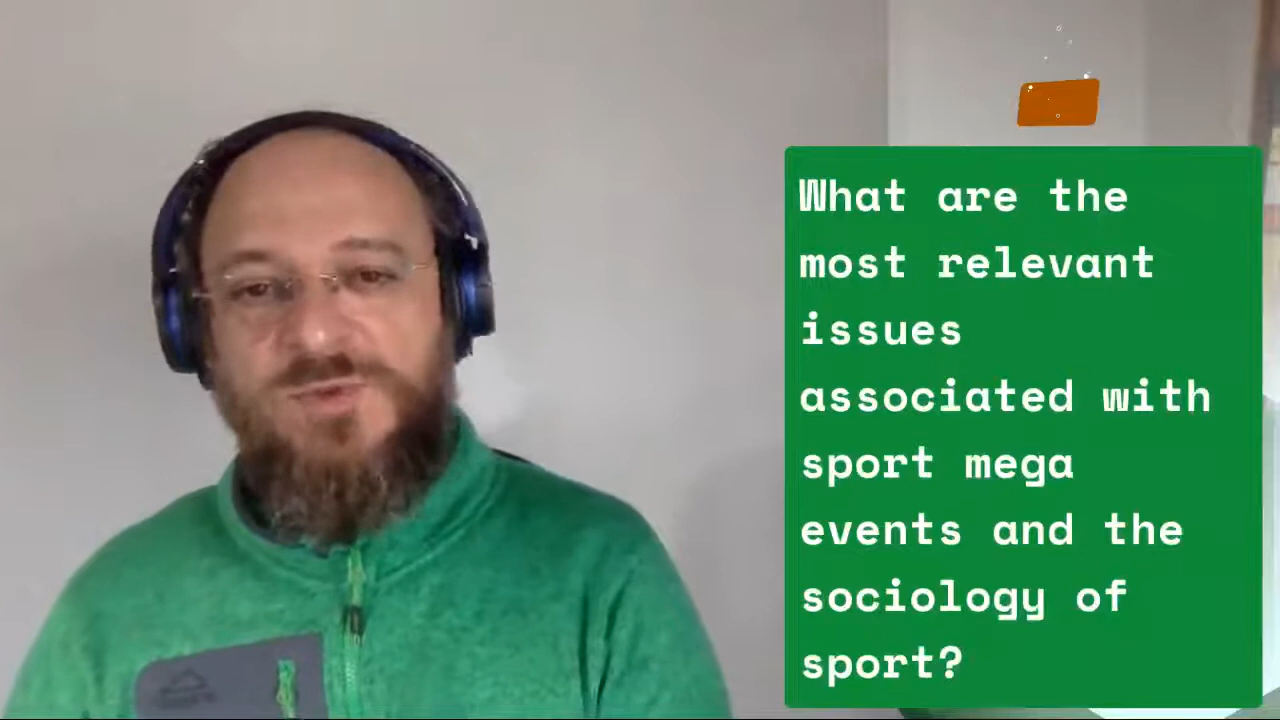 What are the
most relevant
issues
associated with
sport mega
events and the
sociology of
sport?